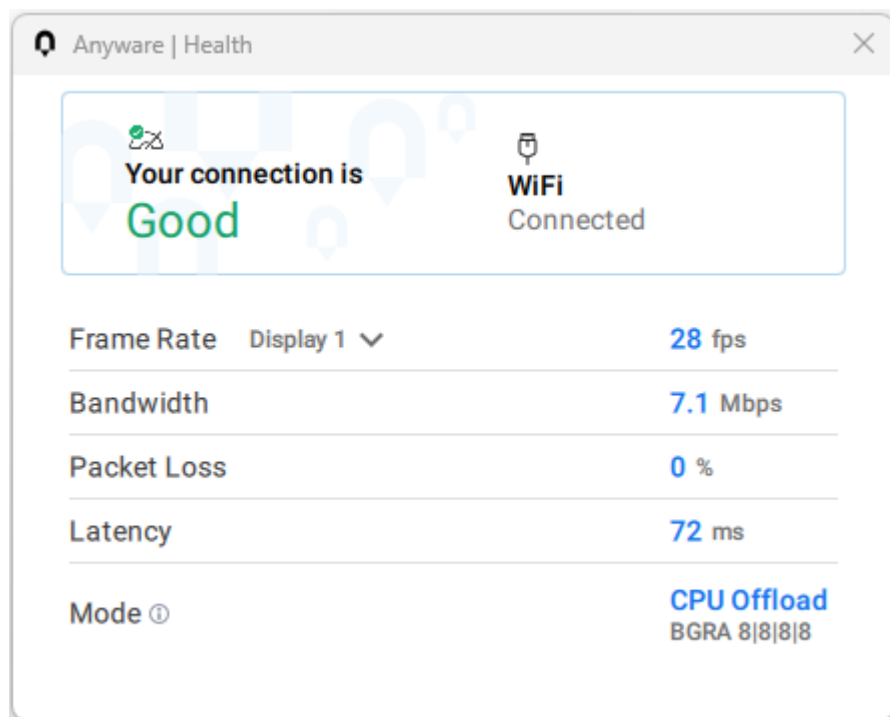 Anyware | Health
Your connection is
Good
WiFi
Connected
Frame Rate Display 1 28 fps
Bandwidth 7.1 Mbps
Packet Loss 0 %
Latency 72 ms
Mode CPU Offload
BGRA 8|8|8|8